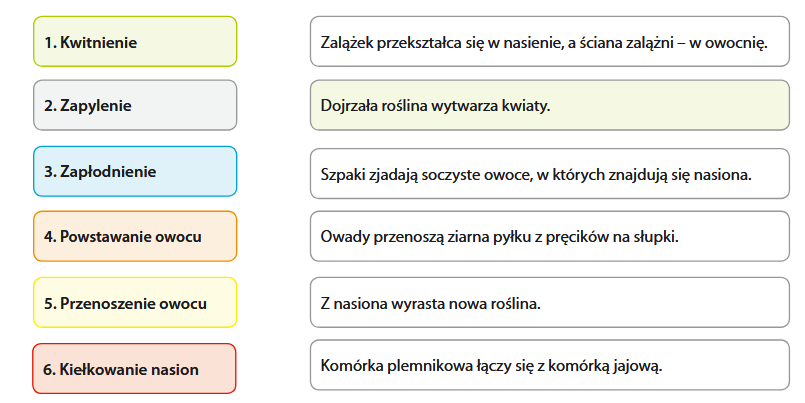 1. Kwitnienie
Zalążek przekształca się w nasienie, a ściana zalążni – w owocnię.
2. Zapylenie
Dojrzała roślina wytwarza kwiaty.
3. Zapłodnienie
Szpaki zjadają soczyste owoce, w których znajdują się nasiona.
4. Powstawanie owocu
Owady przenoszą ziarna pyłku z pręcików na słupki.
5. Przenoszenie owocu
Z nasiona wyrasta nowa roślina.
6. Kiełkowanie nasion
Komórka plemnikowa łączy się z komórką jajową.